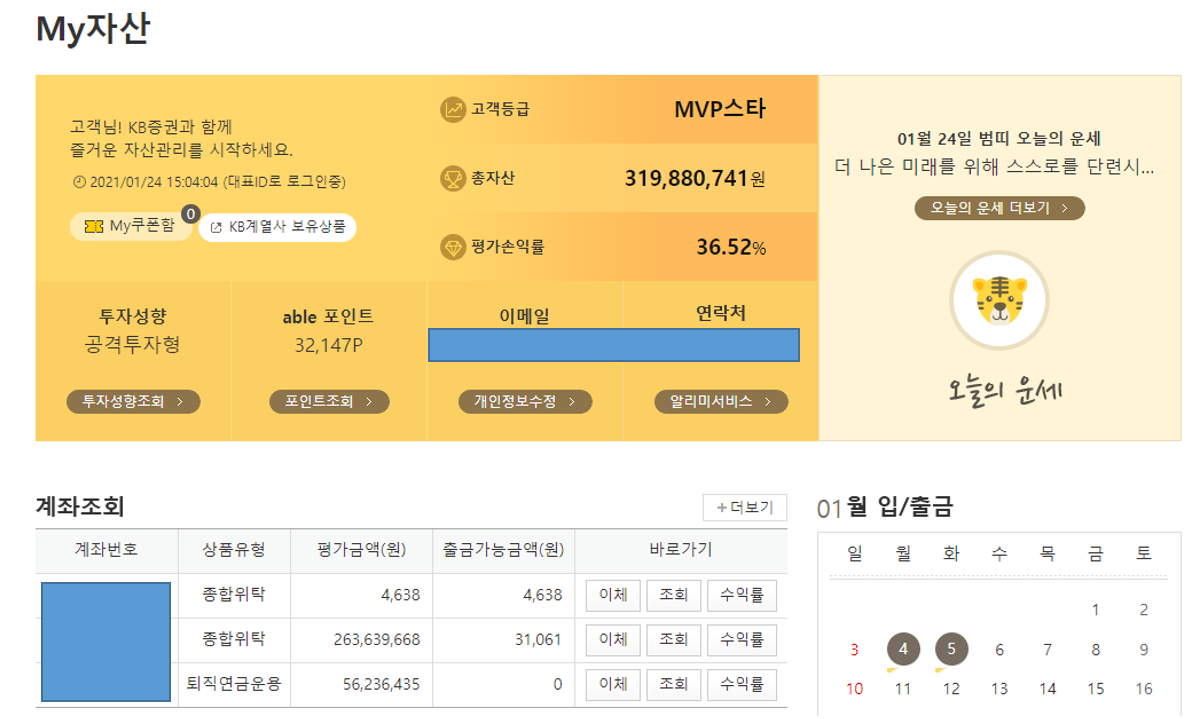 My자산
고객님! KB증권과 함께
즐거운 자산관리를 시작하세요.
2021/01/24 15:04:04 (대표ID로 로그인중)
My쿠폰함 0 KB계열사 보유상품
고객등급 MVP스타
총자산 319,880,741원
평가손익률 36.52%
투자성향 able 포인트 이메일 연락처
공격투자형 32,147P
투자성향조회 > 포인트조회 > 개인정보수정 > 알리미서비스 >
01월 24일 범띠 오늘의 운세
더 나은 미래를 위해 스스로를 단련시...
오늘의 운세 더보기 >
오늘의 운세
계좌조회 +더보기
계좌번호 상품유형 평가금액(원) 출금가능금액(원) 바로가기
종합위탁 4,638 4,638 이체 조회 수익률
종합위탁 263,639,668 31,061 이체 조회 수익률
퇴직연금운용 56,236,435 0 이체 조회 수익률
01월 입/출금
일 월 화 수 목 금 토
1 2
3 4 5 6 7 8 9
10 11 12 13 14 15 16